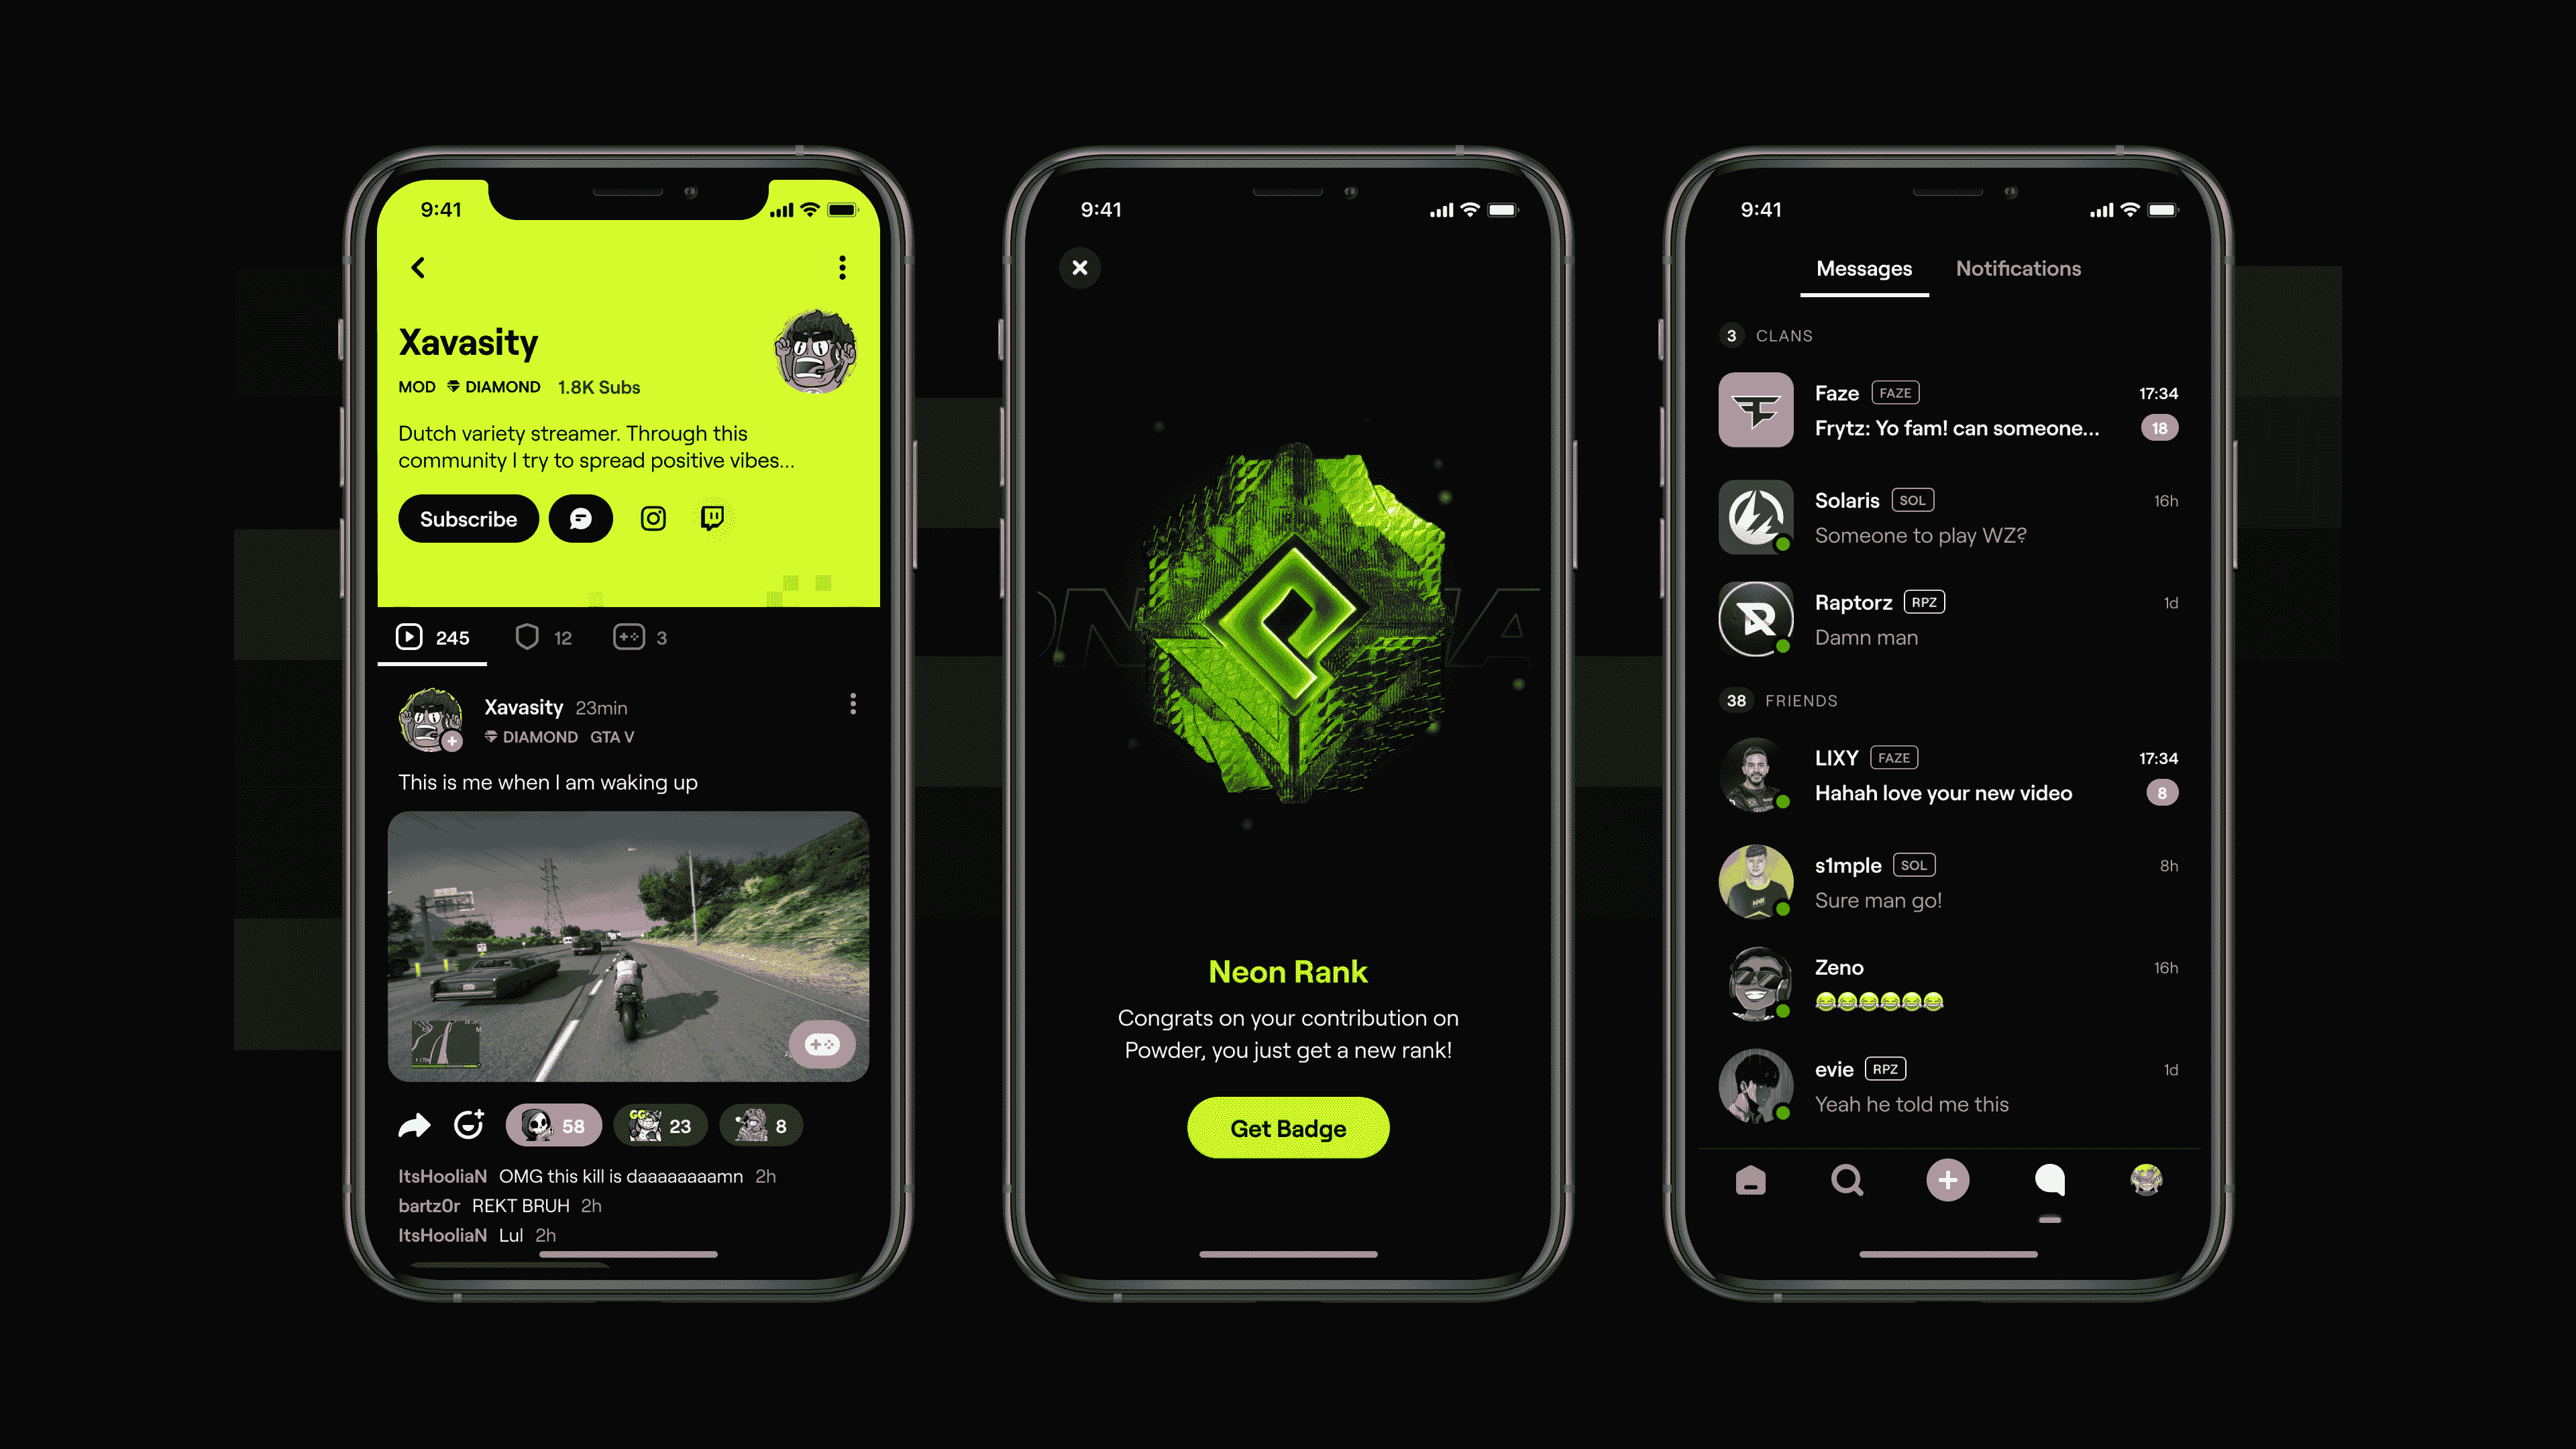 9:41
Xavasity
MOD DIAMOND 1.8K Subs
Dutch variety streamer. Through this
community I try to spread positive vibes...
Subscribe
245 12 3
Xavasity 23min
DIAMOND GTA V
This is me when I am waking up
GG
58 23 8
ItsHooliaN OMG this kill is daaaaaaaamn 2h
bartz0r REKT BRUH 2h
ItsHooliaN Lul 2h
9:41
Neon Rank
Congrats on your contribution on
Powder, you just get a new rank!
Get Badge
9:41
Messages Notifications
3 CLANS
Faze FAZE 17:34
Frytz: Yo fam! can someone... 18
Solaris SOL 16h
Someone to play WZ?
Raptorz RPZ 1d
Damn man
38 FRIENDS
LIXY FAZE 17:34
Hahah love your new video 8
s1mple SOL 8h
Sure man go!
Zeno 16h
😂😂😂😂😂😂
evie RPZ 1d
Yeah he told me this